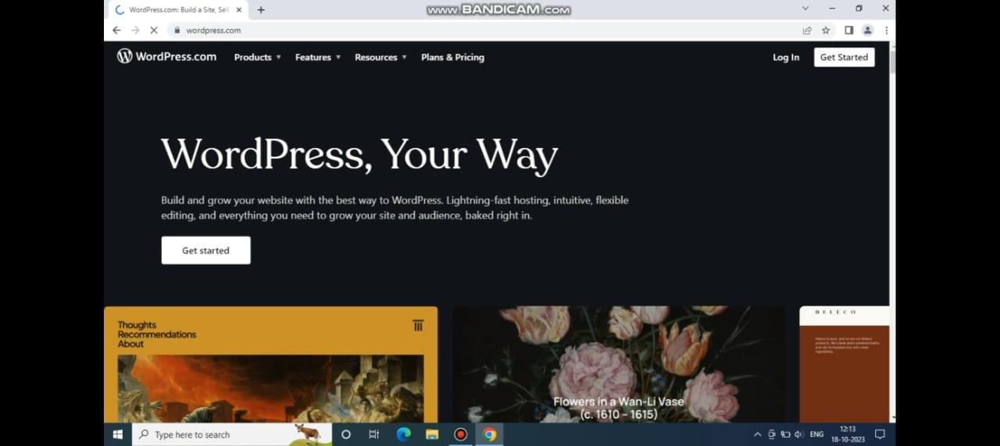 WordPress.com: Build a Site, Sell
www.BANDICAM.com
wordpress.com
WordPress.com Products Features Resources Plans & Pricing Log In Get Started
WordPress, Your Way
Build and grow your website with the best way to WordPress. Lightning-fast hosting, intuitive, flexible
editing, and everything you need to grow your site and audience, baked right in.
Get started
Thoughts
Recommendations
About
Flowers in a Wan-Li Vase
(c. 1610 – 1615)
BELECO
Type here to search
ENG
12:13
18-10-2023